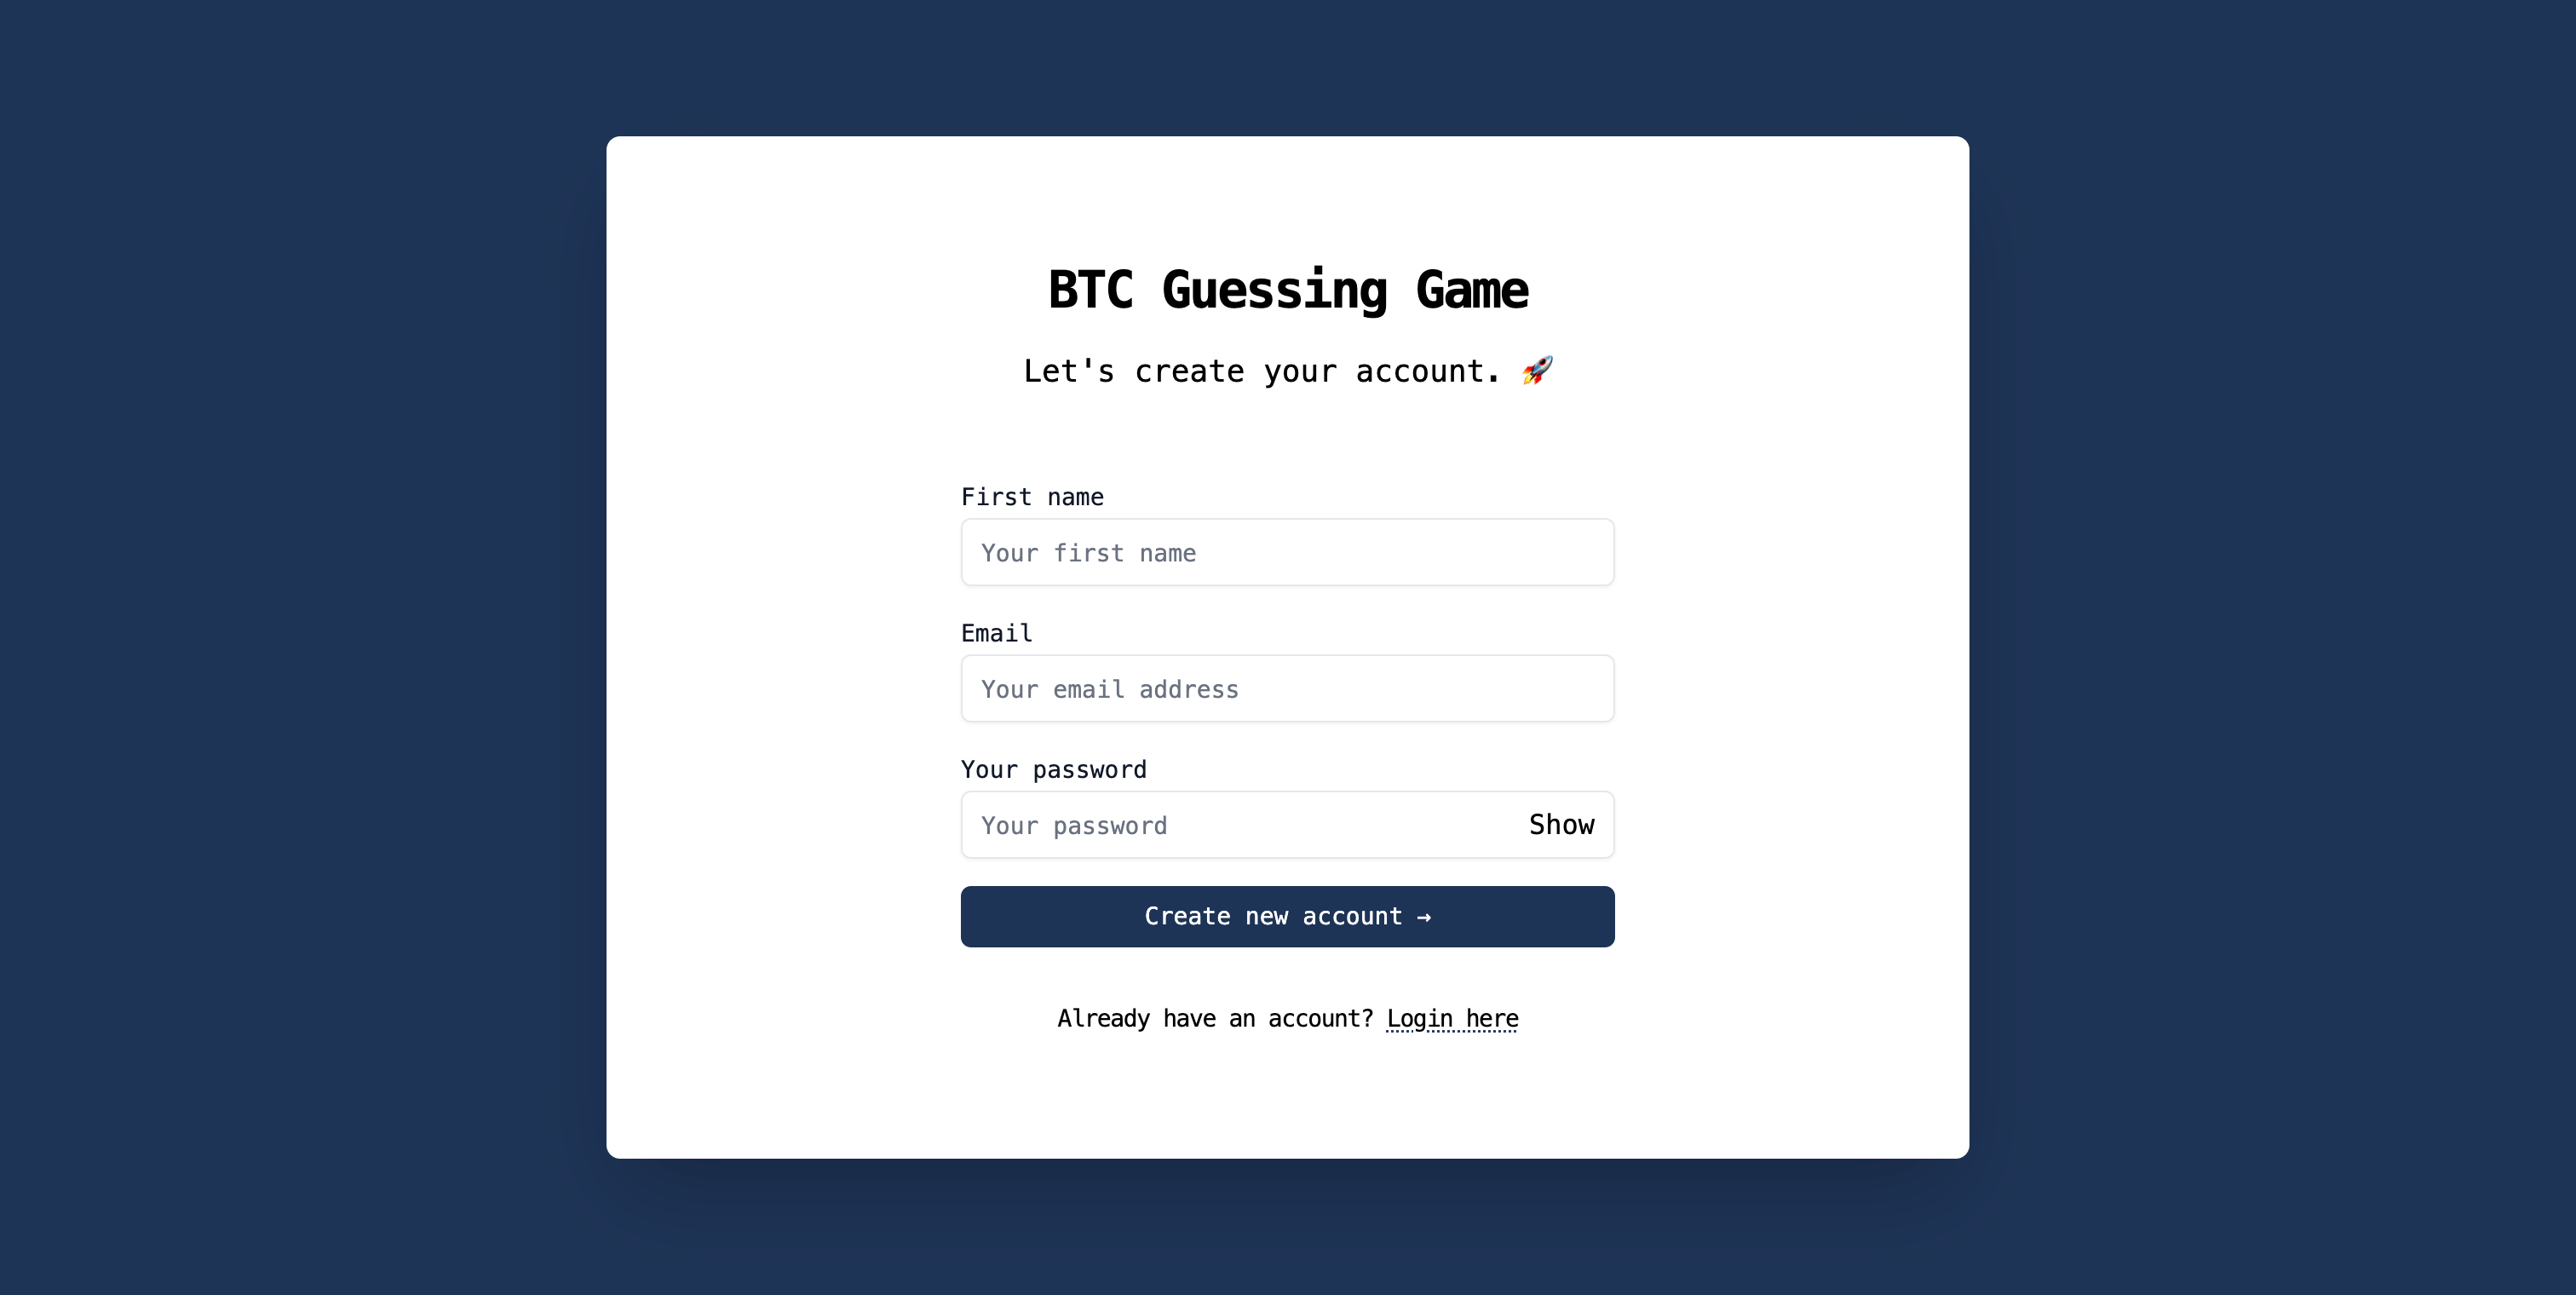 BTC Guessing Game
Let's create your account. 🚀
First name
Your first name
Email
Your email address
Your password
Your password Show
Create new account →
Already have an account? Login here